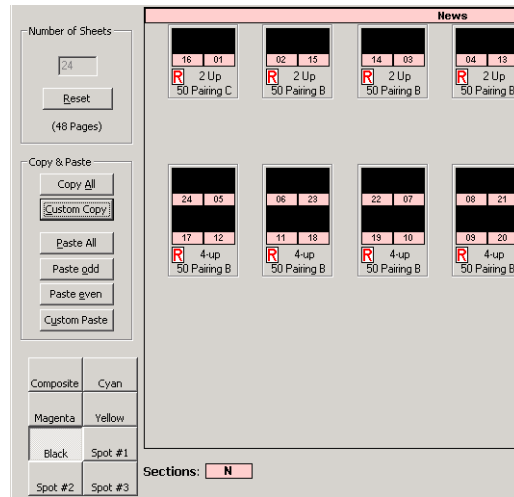 Number of Sheets
24
Reset
(48 Pages)
Copy & Paste
Copy All
Custom Copy
Paste All
Paste odd
Paste even
Custom Paste
Composite Cyan
Magenta Yellow
Black Spot #1
Spot #2 Spot #3
News
16 01 02 15 14 03 04 13
R 2 Up R 2 Up R 2 Up R 2 Up
50 Pairing C 50 Pairing B 50 Pairing B 50 Pairing B
24 05 06 23 22 07 08 21
17 12 11 18 19 10 09 20
R 4-up R 4-up R 4-up R 4-up
50 Pairing B 50 Pairing B 50 Pairing B 50 Pairing B
Sections: N